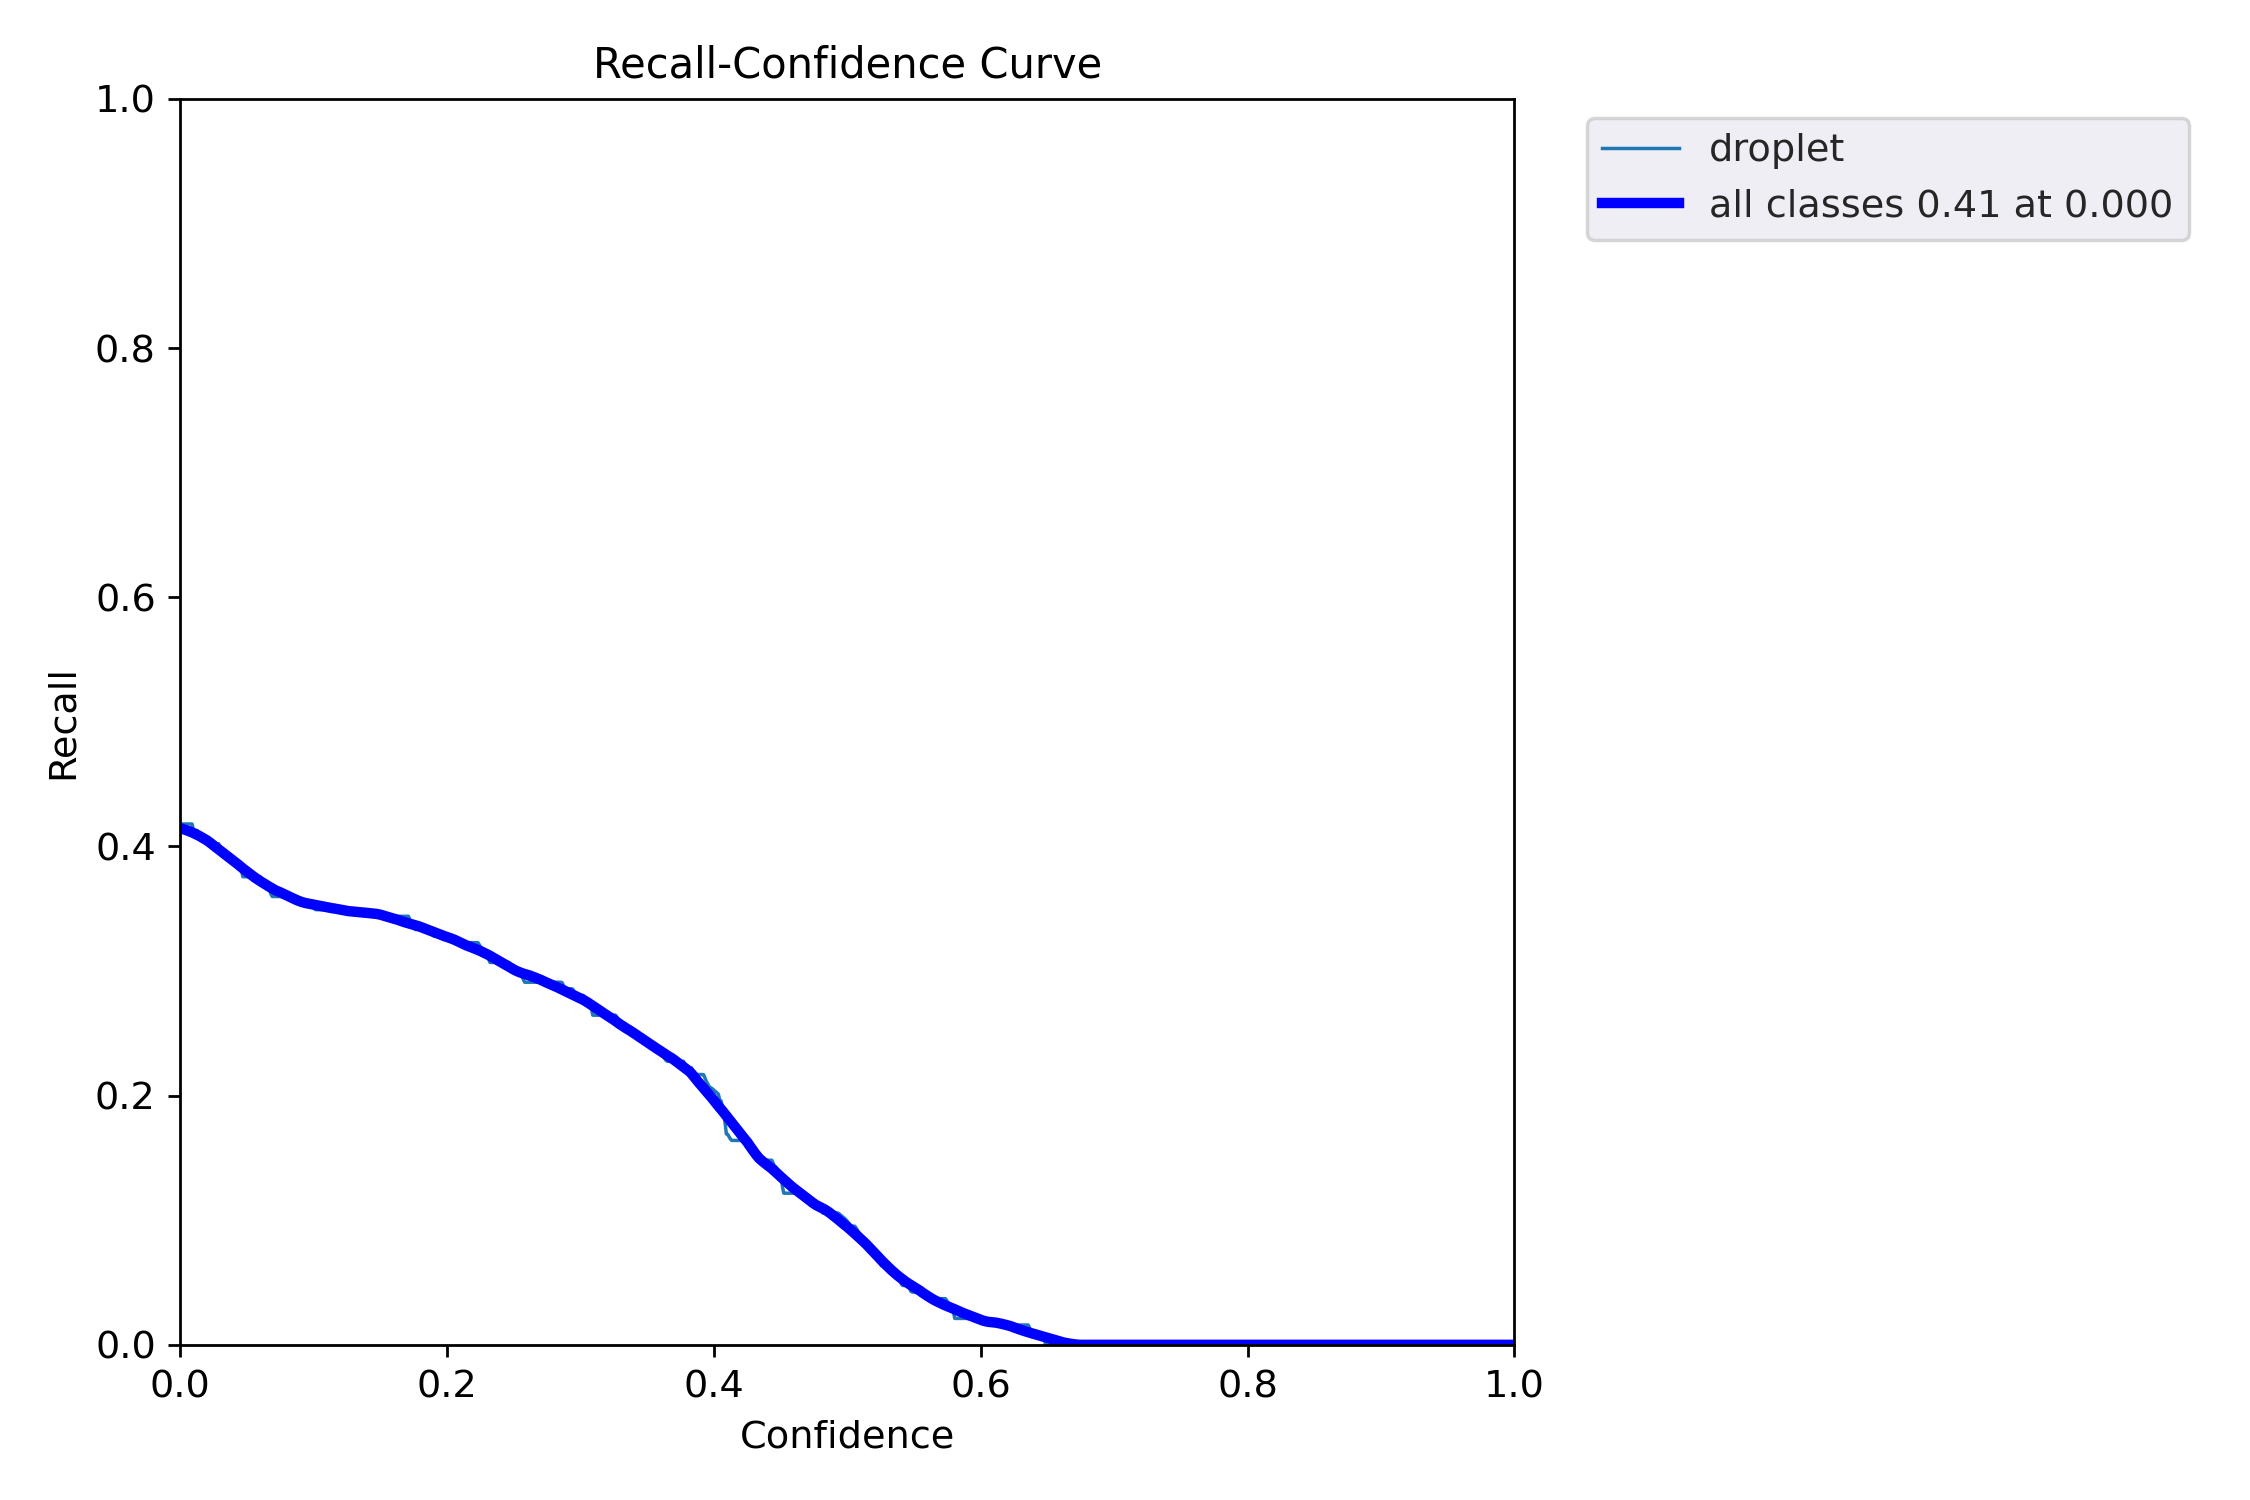 Recall-Confidence Curve
1.0
0.8
0.6
0.4
0.2
0.0
Recall
0.0 0.2 0.4 0.6 0.8 1.0
Confidence
droplet
all classes 0.41 at 0.000